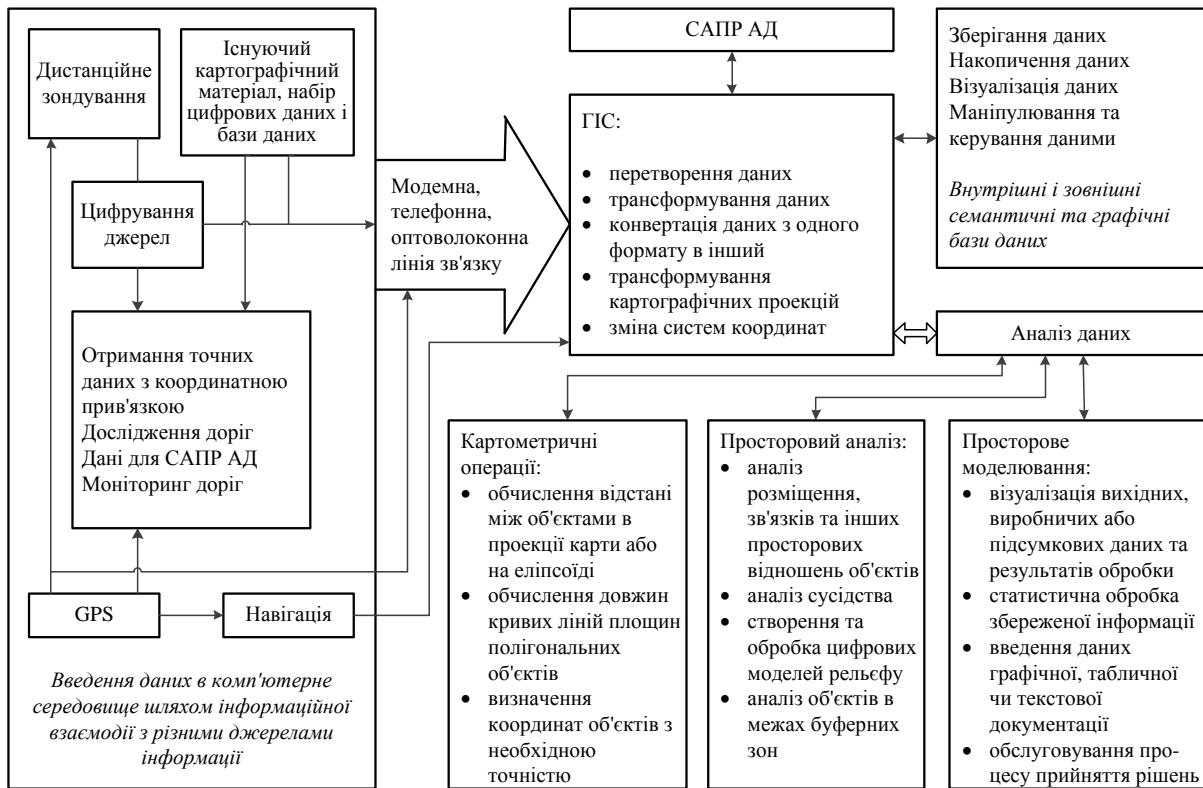 Дистанційне
зондування
Існуючий
картографічний
матеріал, набір
цифрових даних і
бази даних
Цифрування
джерел
Отримання точних
даних з координатною
прив'язкою
Дослідження доріг
Дані для САПР АД
Моніторинг доріг
GPS
Навігація
Введення даних в комп'ютерне
середовище шляхом інформаційної
взаємодії з різними джерелами
інформації
Модемна,
телефонна,
оптоволоконна
лінія зв'язку
САПР АД
ГІС:
• перетворення даних
• трансформування даних
• конвертація даних з одного
формату в інший
• трансформування
картографічних проекцій
• зміна систем координат
Зберігання даних
Накопичення даних
Візуалізація даних
Маніпулювання та
керування даними
Внутрішні і зовнішні
семантичні та графічні
бази даних
Аналіз даних
Картометричні
операції:
• обчислення відстані
між об'єктами в
проекції карти або
на еліпсоїді
• обчислення довжин
кривих ліній площин
полігональних
об'єктів
• визначення
координат об'єктів з
необхідною
точністю
Просторовий аналіз:
• аналіз
розміщення,
зв'язків та інших
просторових
відношень об'єктів
• аналіз сусідства
• створення та
обробка цифрових
моделей рельєфу
• аналіз об'єктів в
межах буферних
зон
Просторове
моделювання:
• візуалізація вихідних,
виробничих або
підсумкових даних та
результатів обробки
• статистична обробка
збереженої інформації
• введення даних
графічної, табличної
чи текстової
документації
• обслуговування про-
цесу прийняття рішень